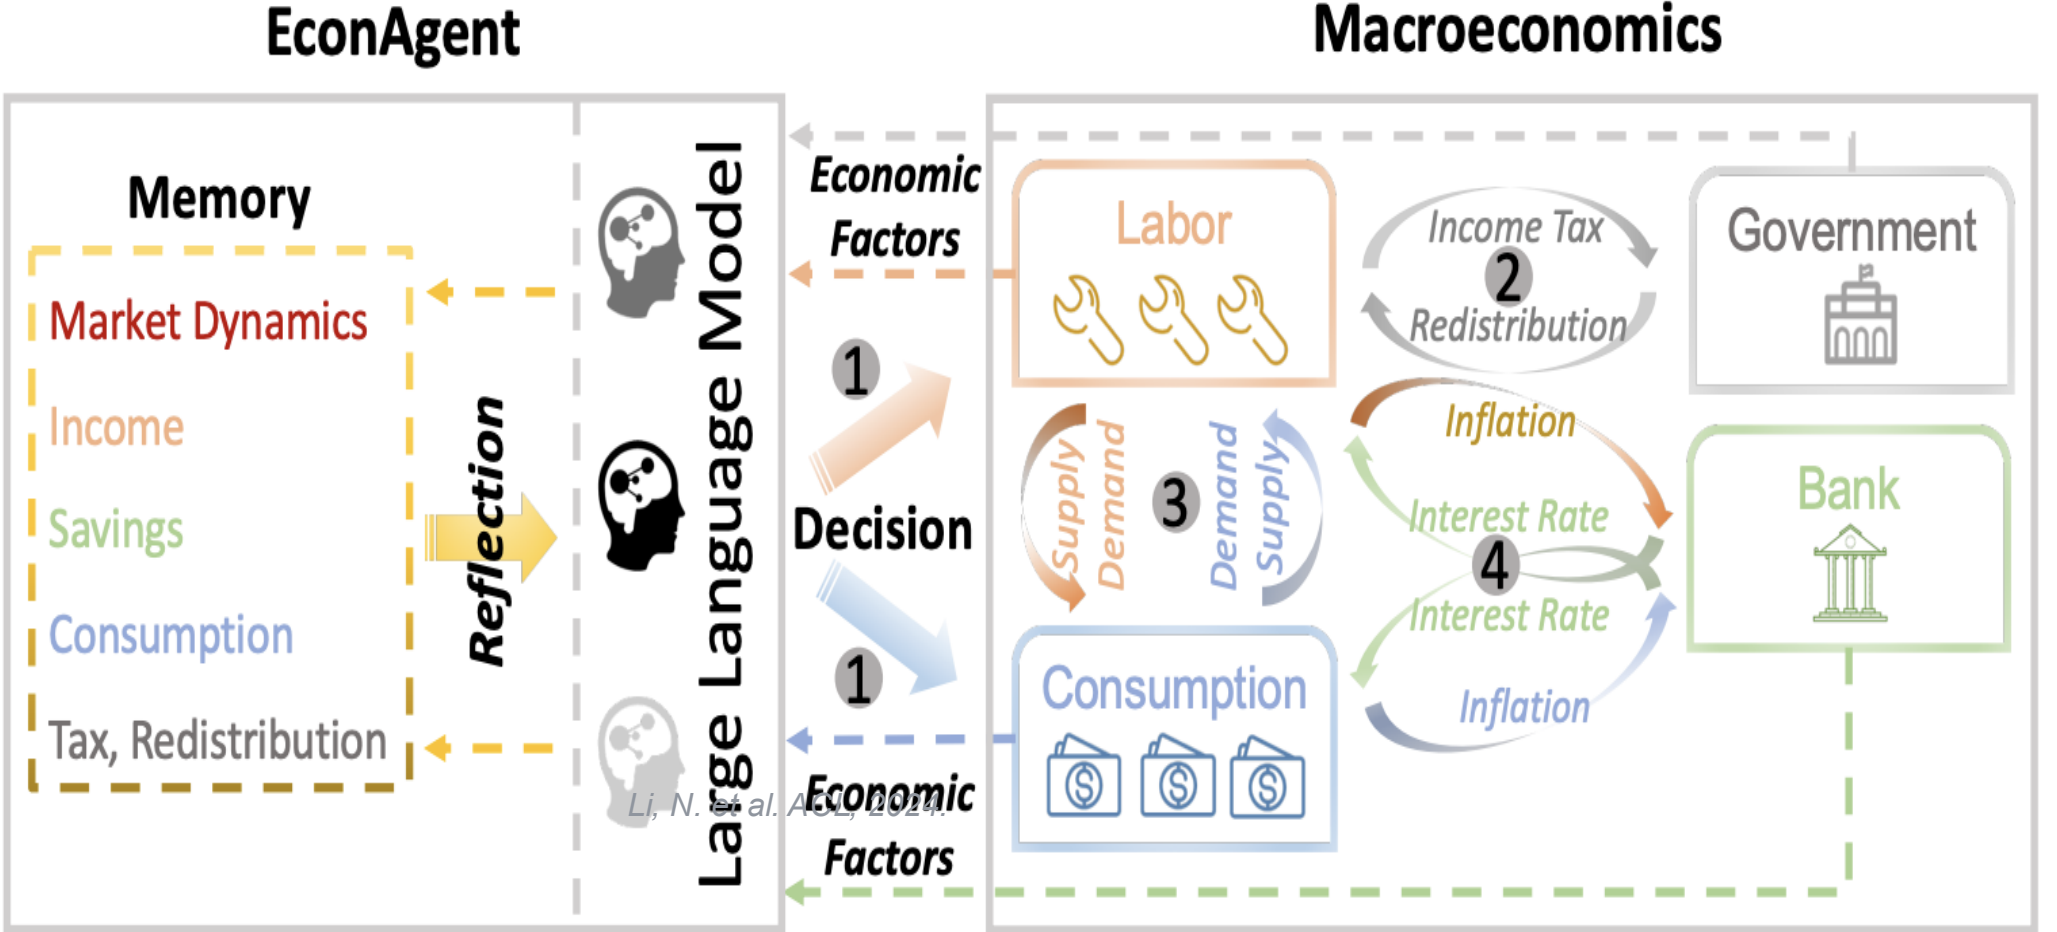 EconAgent
Memory
Market Dynamics
Income
Savings
Consumption
Tax, Redistribution
Reflection
Large Language Model
Li, N. et al. ACL, 2024.
Economic
Factors
1
Decision
1
Economic
Factors
Macroeconomics
Labor
Income Tax
2
Redistribution
Government
Supply
Demand
3
Demand
Supply
Inflation
Interest Rate
4
Interest Rate
Inflation
Bank
Consumption
$ $ $